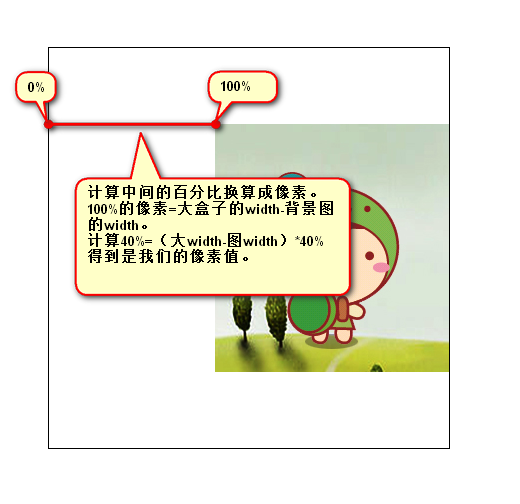 0%
100%
计算中间的百分比换算成像素。
100%的像素=大盒子的width-背景图
的width。
计算40%=（大width-图width）*40%
得到是我们的像素值。